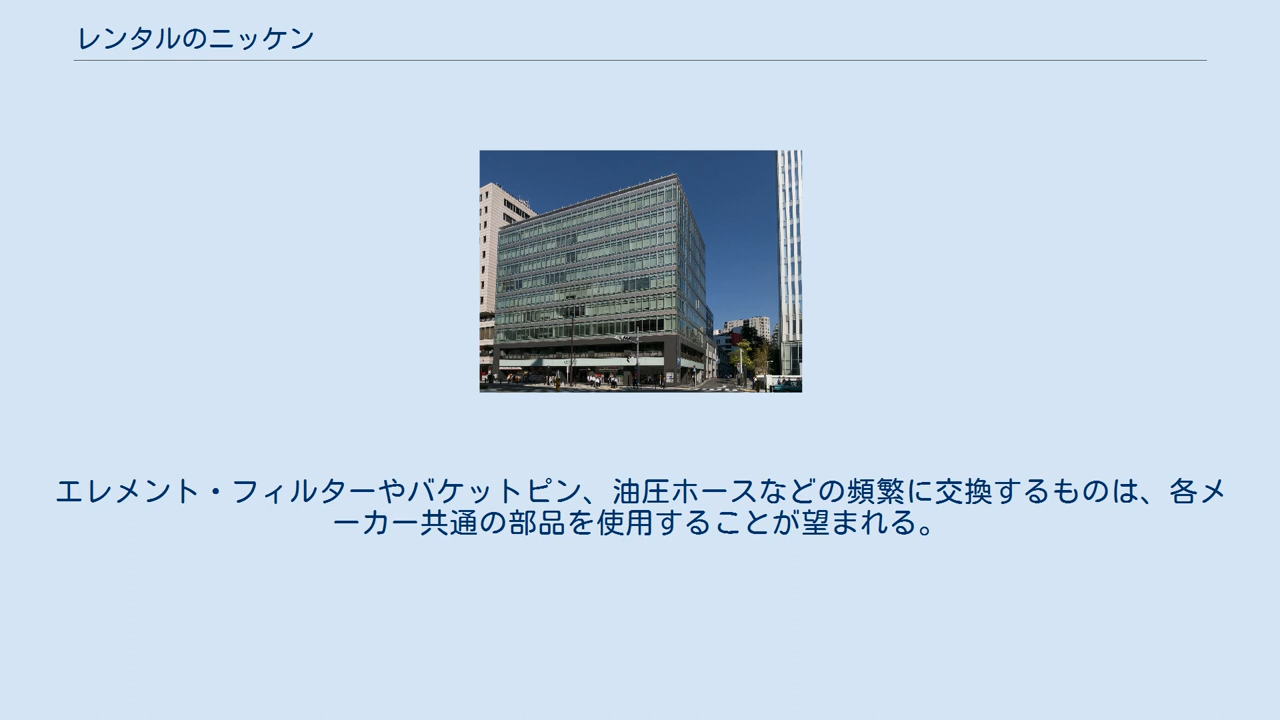 レンタルのニッケン
エレメント・フィルターやバケットピン、油圧ホースなどの頻繁に交換するものは、各メ
ーカー共通の部品を使用することが望まれる。